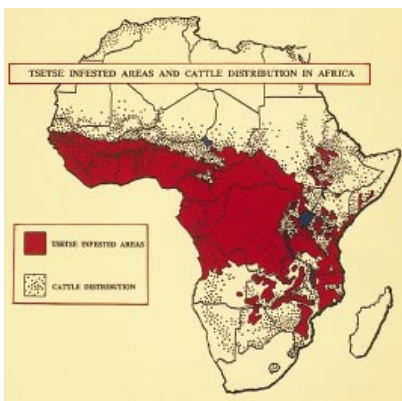 TSETSE INFESTED AREAS AND CATTLE DISTRIBUTION IN AFRICA
TSETSE INFESTED AREAS
CATTLE DISTRIBUTION